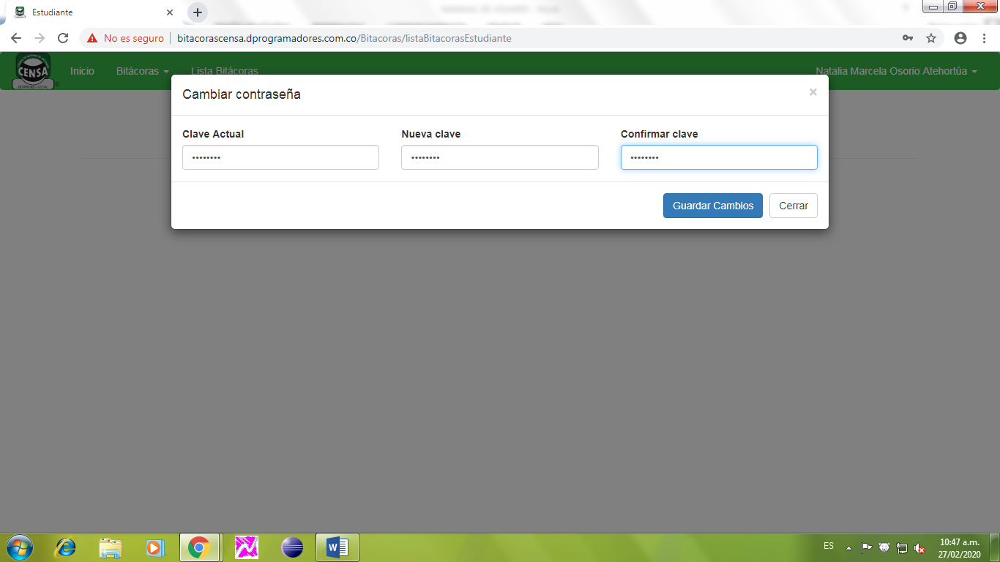 Estudiante
No es seguro bitacorascensa.dprogramadores.com.co/Bitacoras/listaBitacorasEstudiante
CENSA Inicio Bitácoras Lista Bitácoras Natalia Marcela Osorio Atehortúa
Cambiar contraseña ×
Clave Actual Nueva clave Confirmar clave
•••••••• •••••••• ••••••••
Guardar Cambios Cerrar
ES 10:47 a.m.
27/02/2020